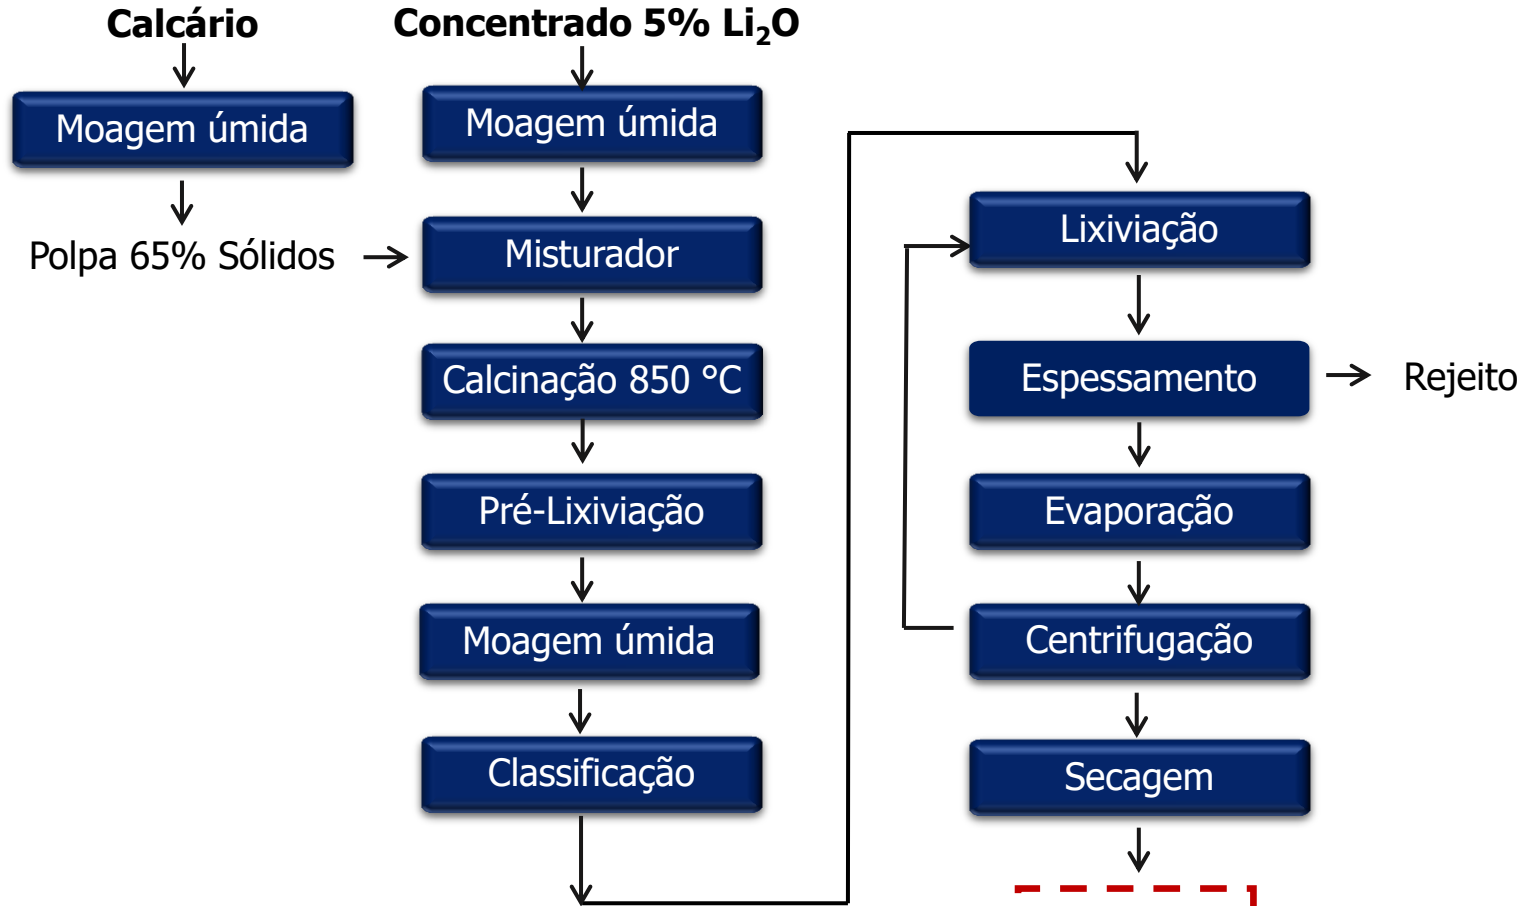 Calcário
Moagem úmida
Polpa 65% Sólidos
Concentrado 5% Li₂O
Moagem úmida
Misturador
Calcinação 850 °C
Pré-Lixiviação
Moagem úmida
Classificação
Lixiviação
Espessamento
Rejeito
Evaporação
Centrifugação
Secagem